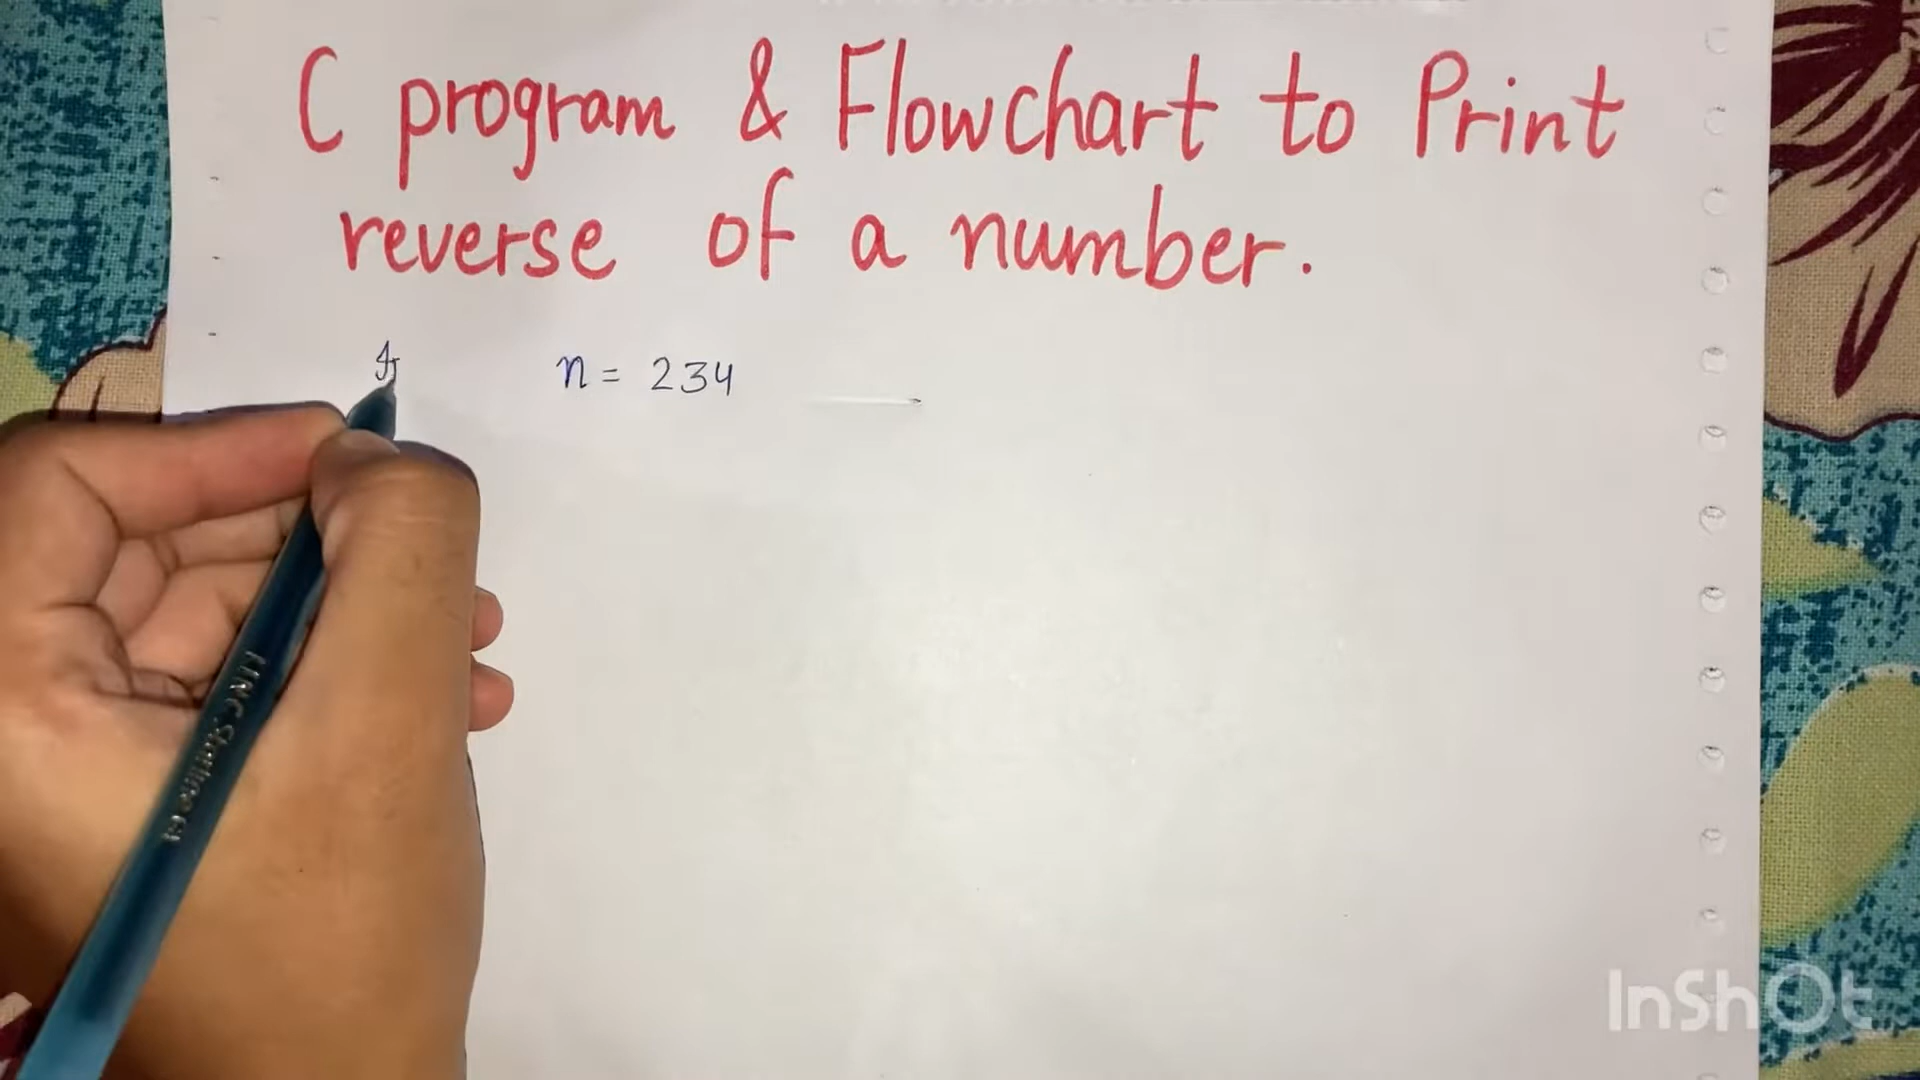 C program & Flowchart to Print
reverse of a number.
n = 234
InShOt